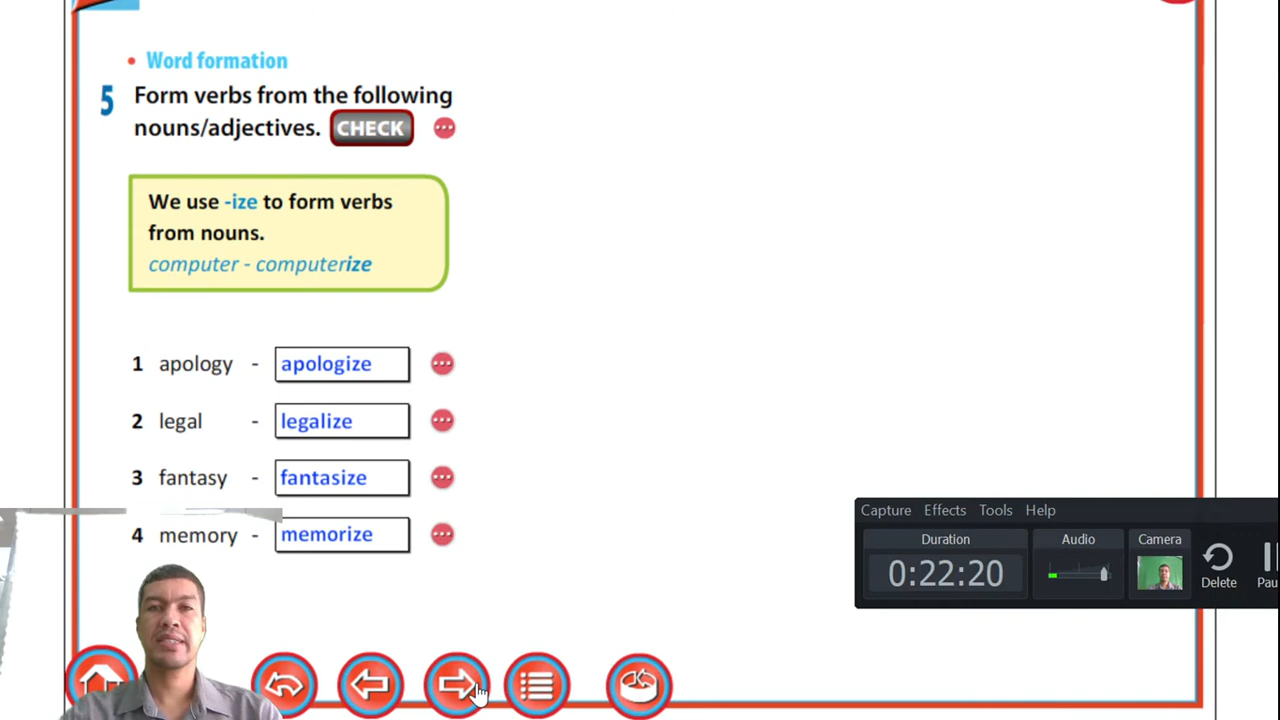 • Word formation
5 Form verbs from the following
nouns/adjectives. CHECK
We use -ize to form verbs
from nouns.
computer - computerize
1 apology - apologize
2 legal - legalize
3 fantasy - fantasize
4 memory - memorize
Capture Effects Tools Help
Duration Audio Camera
0:22:20
Delete Pau